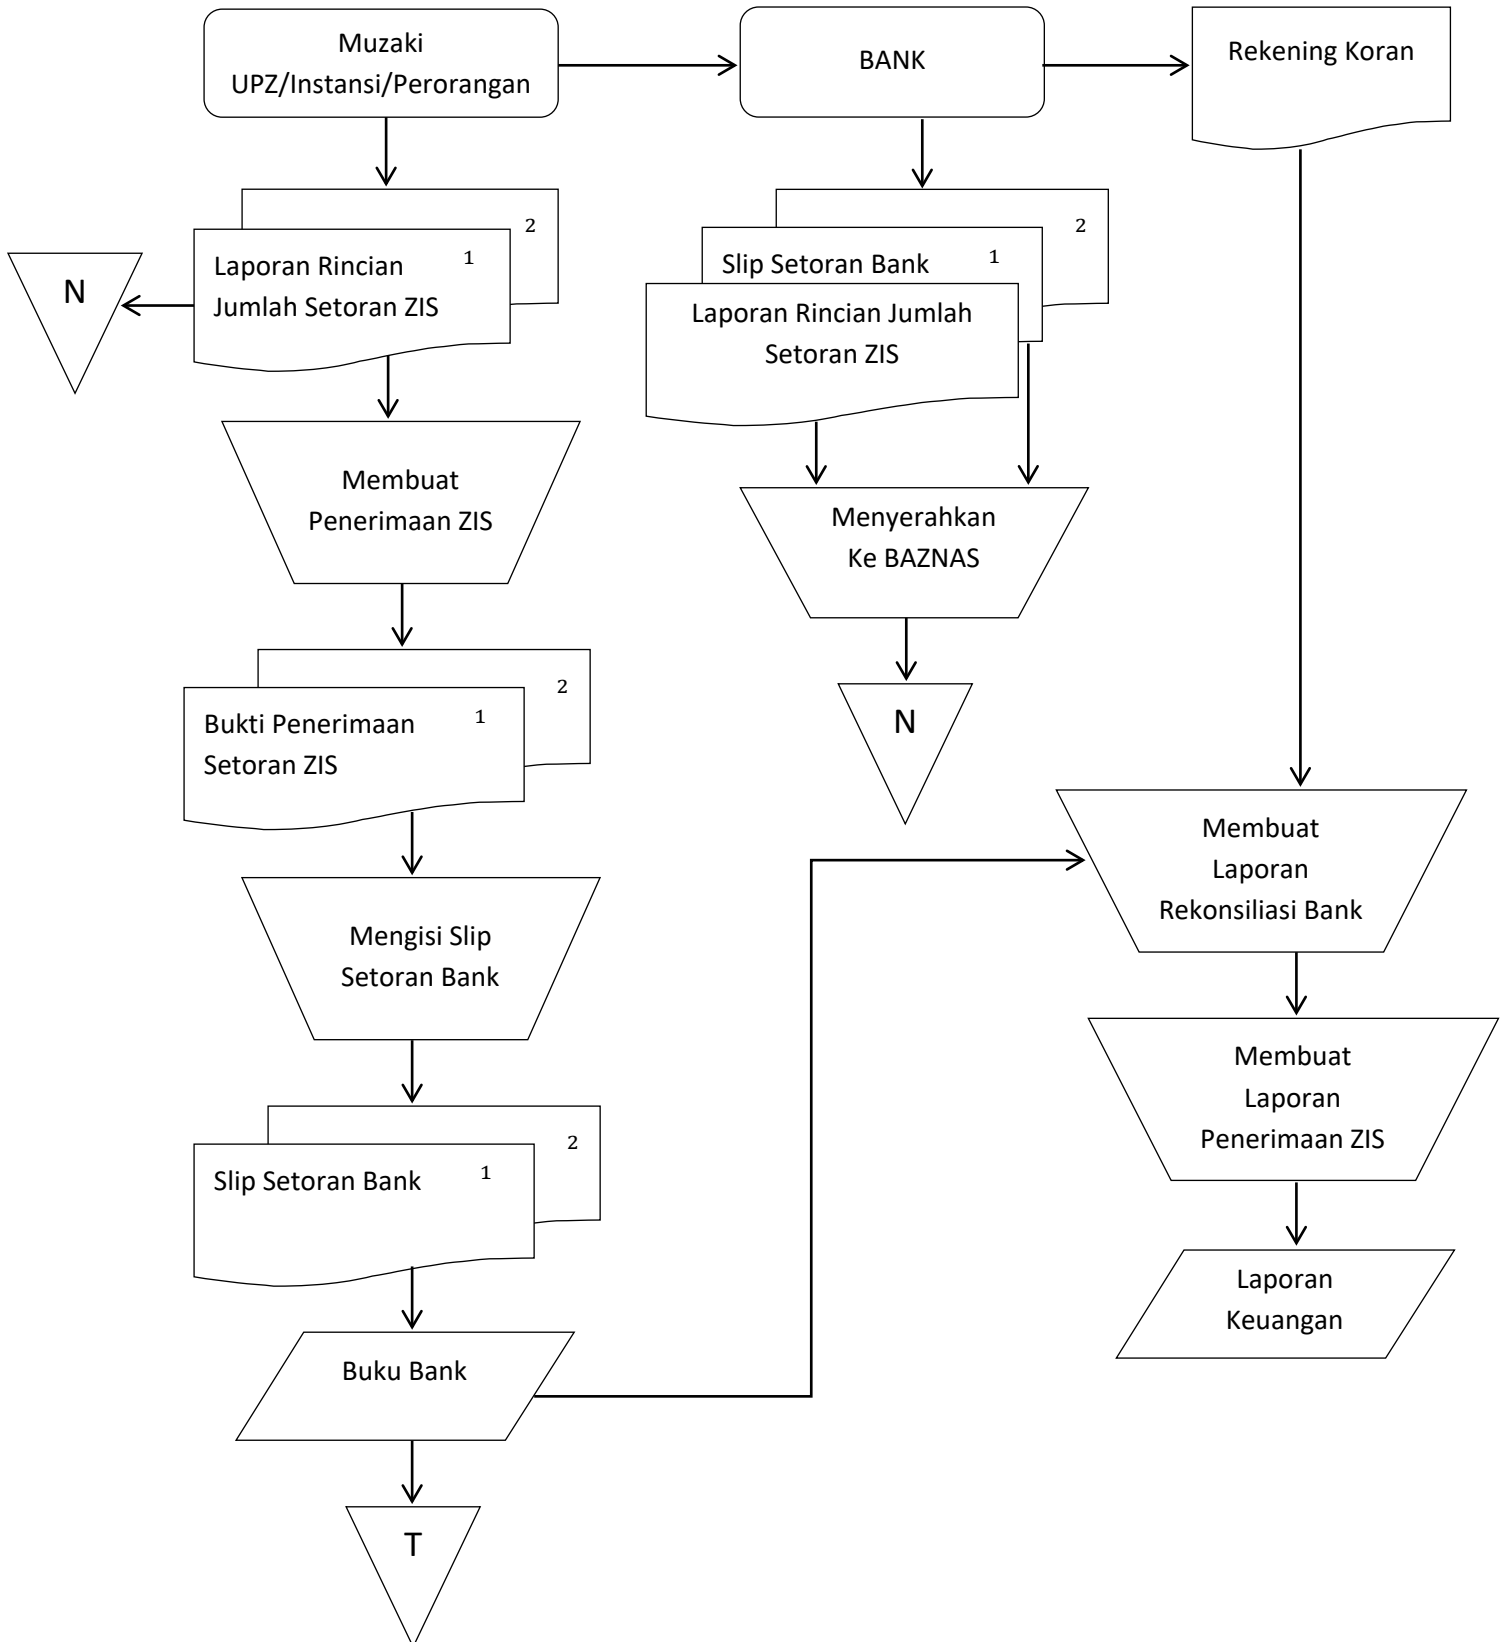 Muzaki
UPZ/Instansi/Perorangan
BANK
Rekening Koran
2
1
Laporan Rincian
Jumlah Setoran ZIS
N
2
1
Slip Setoran Bank
Laporan Rincian Jumlah
Setoran ZIS
Membuat
Penerimaan ZIS
Menyerahkan
Ke BAZNAS
2
1
Bukti Penerimaan
Setoran ZIS
N
Membuat
Laporan
Rekonsiliasi Bank
Mengisi Slip
Setoran Bank
Membuat
Laporan
Penerimaan ZIS
2
1
Slip Setoran Bank
Laporan
Keuangan
Buku Bank
T